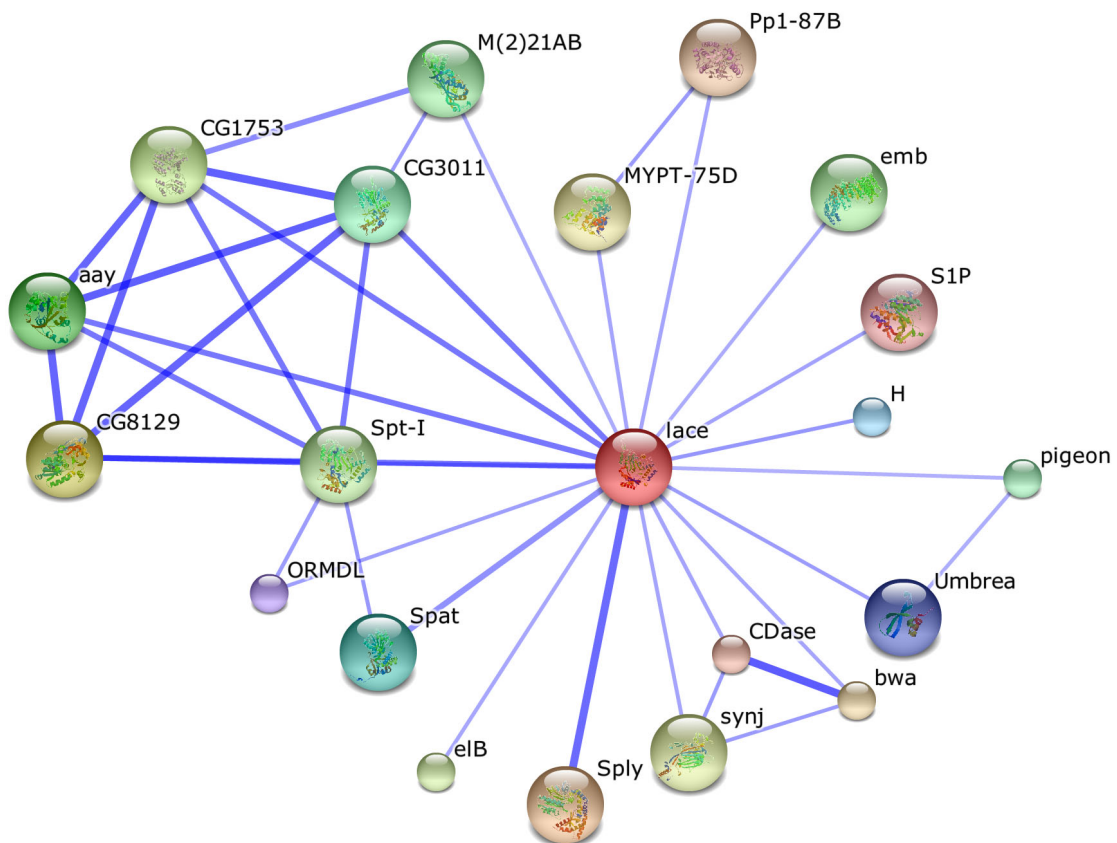 Pp1-87B
M(2)21AB
CG1753
CG3011
MYPT-75D
emb
aay
S1P
H
CG8129
Spt-I
lace
pigeon
ORMDL
Umbrea
Spat
CDase
bwa
synj
elB
Sply